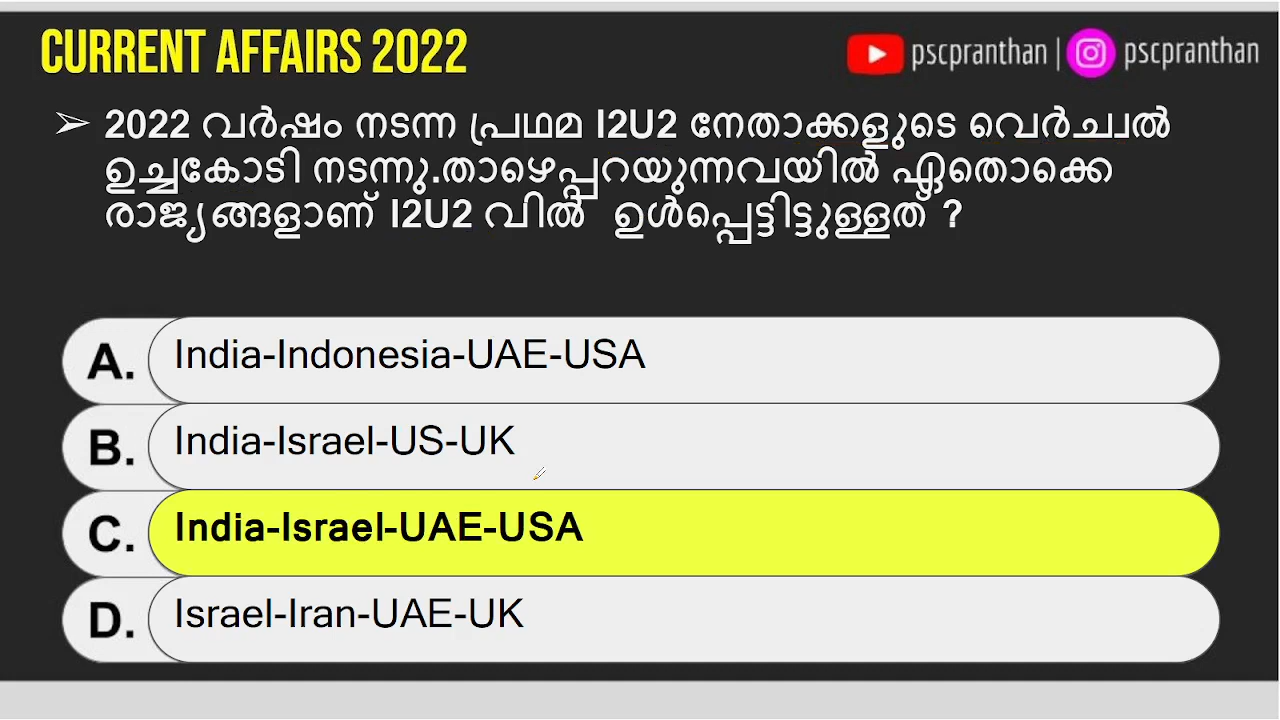 CURRENT AFFAIRS 2022
pscpranthan | pscpranthan
➢ 2022 വർഷം നടന്ന പ്രഥമ I2U2 നേതാക്കളുടെ വെർച്വൽ
ഉച്ചകോടി നടന്നു.താഴെപ്പറയുന്നവയിൽ ഏതൊക്കെ
രാജ്യങ്ങളാണ് I2U2 വിൽ ഉൾപ്പെട്ടിട്ടുള്ളത് ?
A. India-Indonesia-UAE-USA
B. India-Israel-US-UK
C. India-Israel-UAE-USA
D. Israel-Iran-UAE-UK